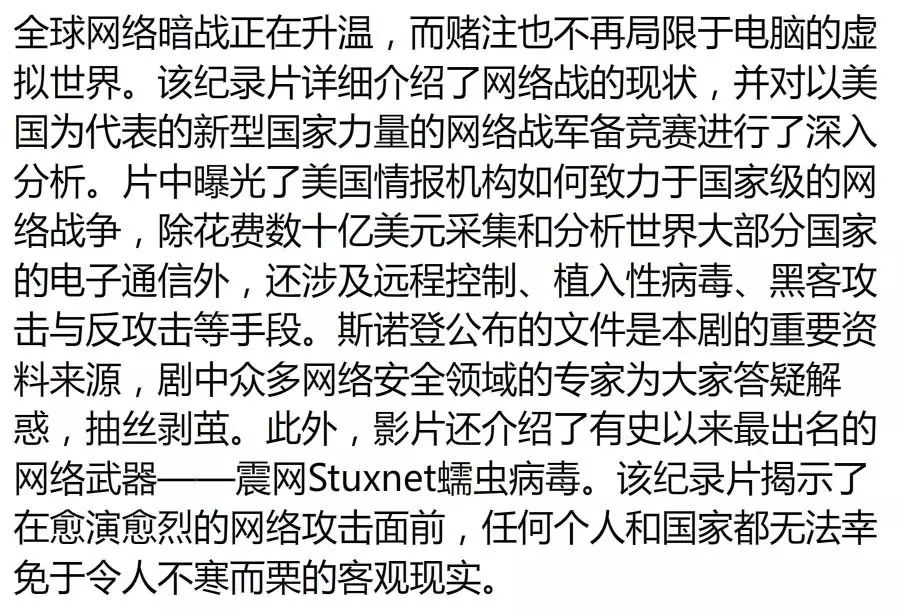 全球网络暗战正在升温，而赌注也不再局限于电脑的虚
拟世界。该纪录片详细介绍了网络战的现状，并对以美
国为代表的新型国家力量的网络战军备竞赛进行了深入
分析。片中曝光了美国情报机构如何致力于国家级的网
络战争，除花费数十亿美元采集和分析世界大部分国家
的电子通信外，还涉及远程控制、植入性病毒、黑客攻
击与反攻击等手段。斯诺登公布的文件是本剧的重要资
料来源，剧中众多网络安全领域的专家为大家答疑解
惑，抽丝剥茧。此外，影片还介绍了有史以来最出名的
网络武器——震网Stuxnet蠕虫病毒。该纪录片揭示了
在愈演愈烈的网络攻击面前，任何个人和国家都无法幸
免于令人不寒而栗的客观现实。